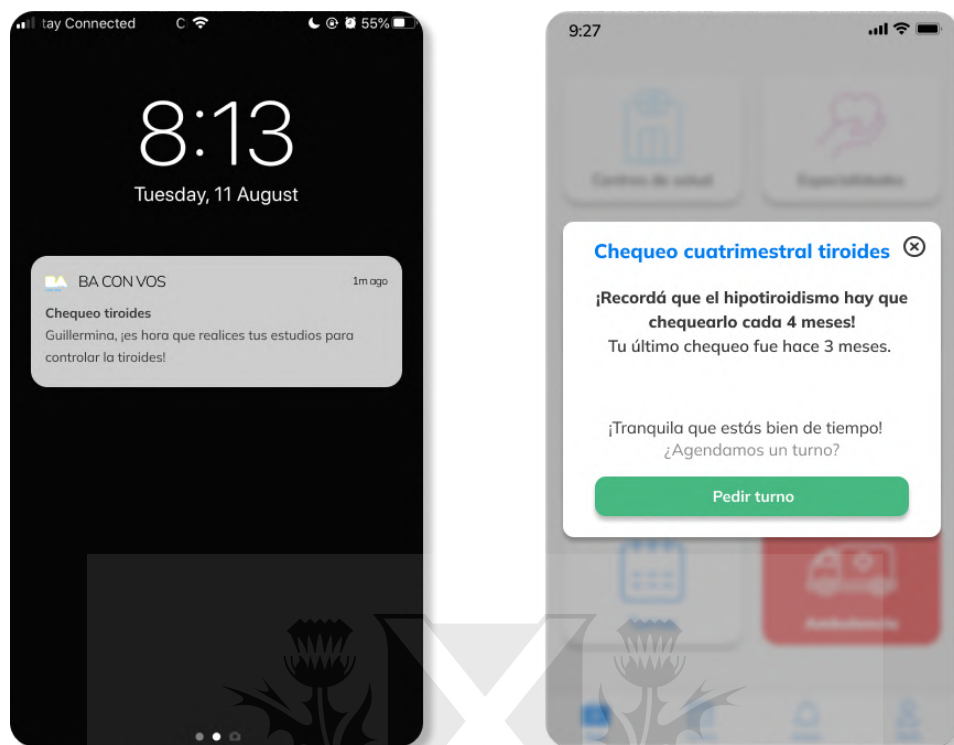 tay Connected C 55%
8:13
Tuesday, 11 August
BA CON VOS 1m ago
Chequeo tiroides
Guillermina, ¡es hora que realices tus estudios para
controlar la tiroides!
9:27
Centros de salud Especialidades
Chequeo cuatrimestral tiroides
¡Recordá que el hipotiroidismo hay que
chequearlo cada 4 meses!
Tu último chequeo fue hace 3 meses.
¡Tranquila que estás bien de tiempo!
¿Agendamos un turno?
Pedir turno
Ambulancia